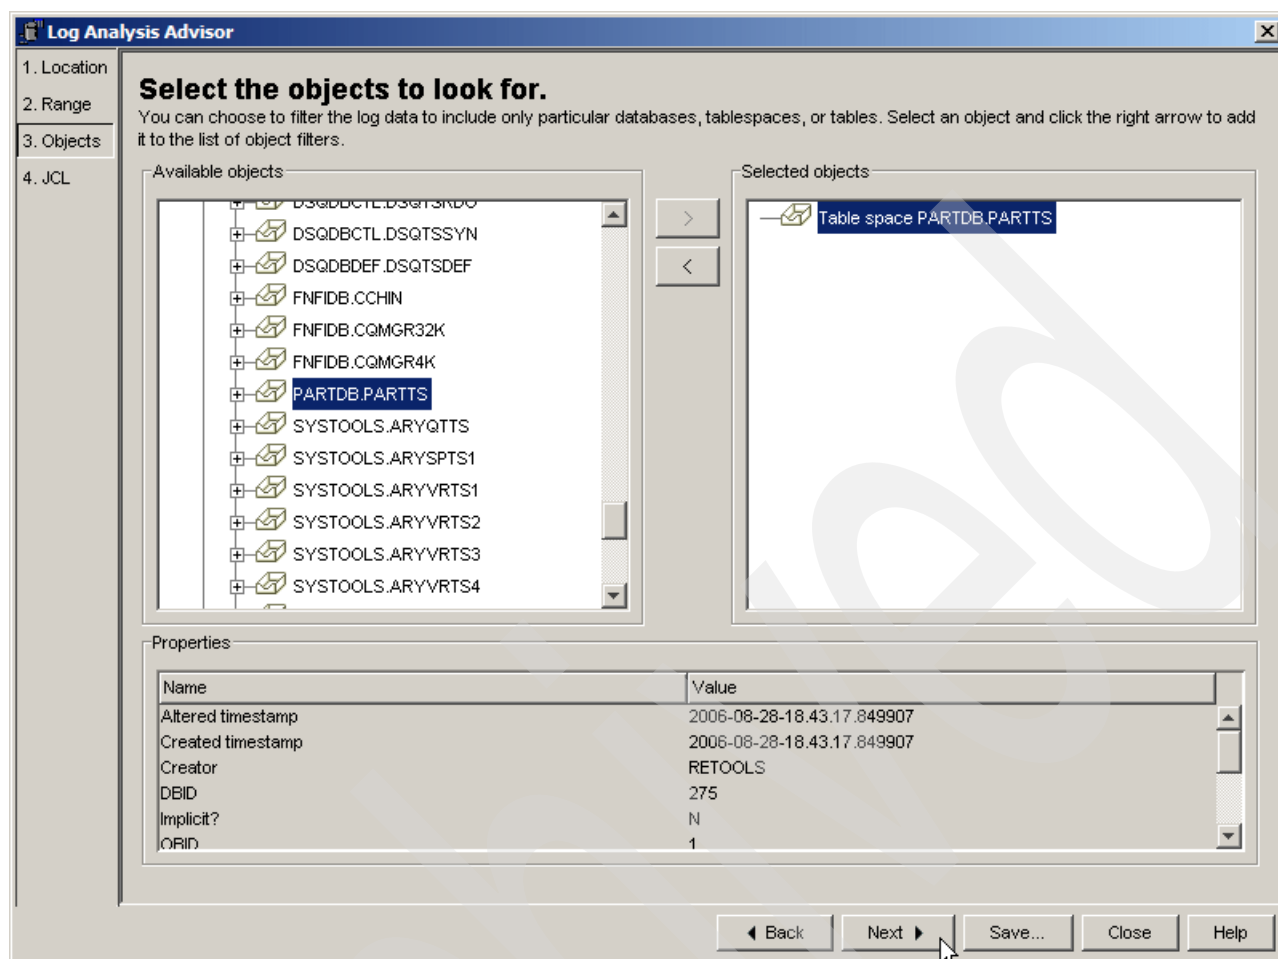 Log Analysis Advisor
1. Location
2. Range
3. Objects
4. JCL
Select the objects to look for.
You can choose to filter the log data to include only particular databases, tablespaces, or tables. Select an object and click the right arrow to add
it to the list of object filters.
Available objects
DSQDBCTL.DSQTSRDO
DSQDBCTL.DSQTSSYN
DSQDBDEF.DSQTSDEF
FNFIDB.CCHIN
FNFIDB.CQMGR32K
FNFIDB.CQMGR4K
PARTDB.PARTTS
SYSTOOLS.ARYQTTS
SYSTOOLS.ARYSPTS1
SYSTOOLS.ARYVRTS1
SYSTOOLS.ARYVRTS2
SYSTOOLS.ARYVRTS3
SYSTOOLS.ARYVRTS4
>
<
Selected objects
Table space PARTDB.PARTTS
Properties
Name Value
Altered timestamp 2006-08-28-18.43.17.849907
Created timestamp 2006-08-28-18.43.17.849907
Creator RETOOLS
DBID 275
Implicit? N
OBID 1
Back Next Save... Close Help